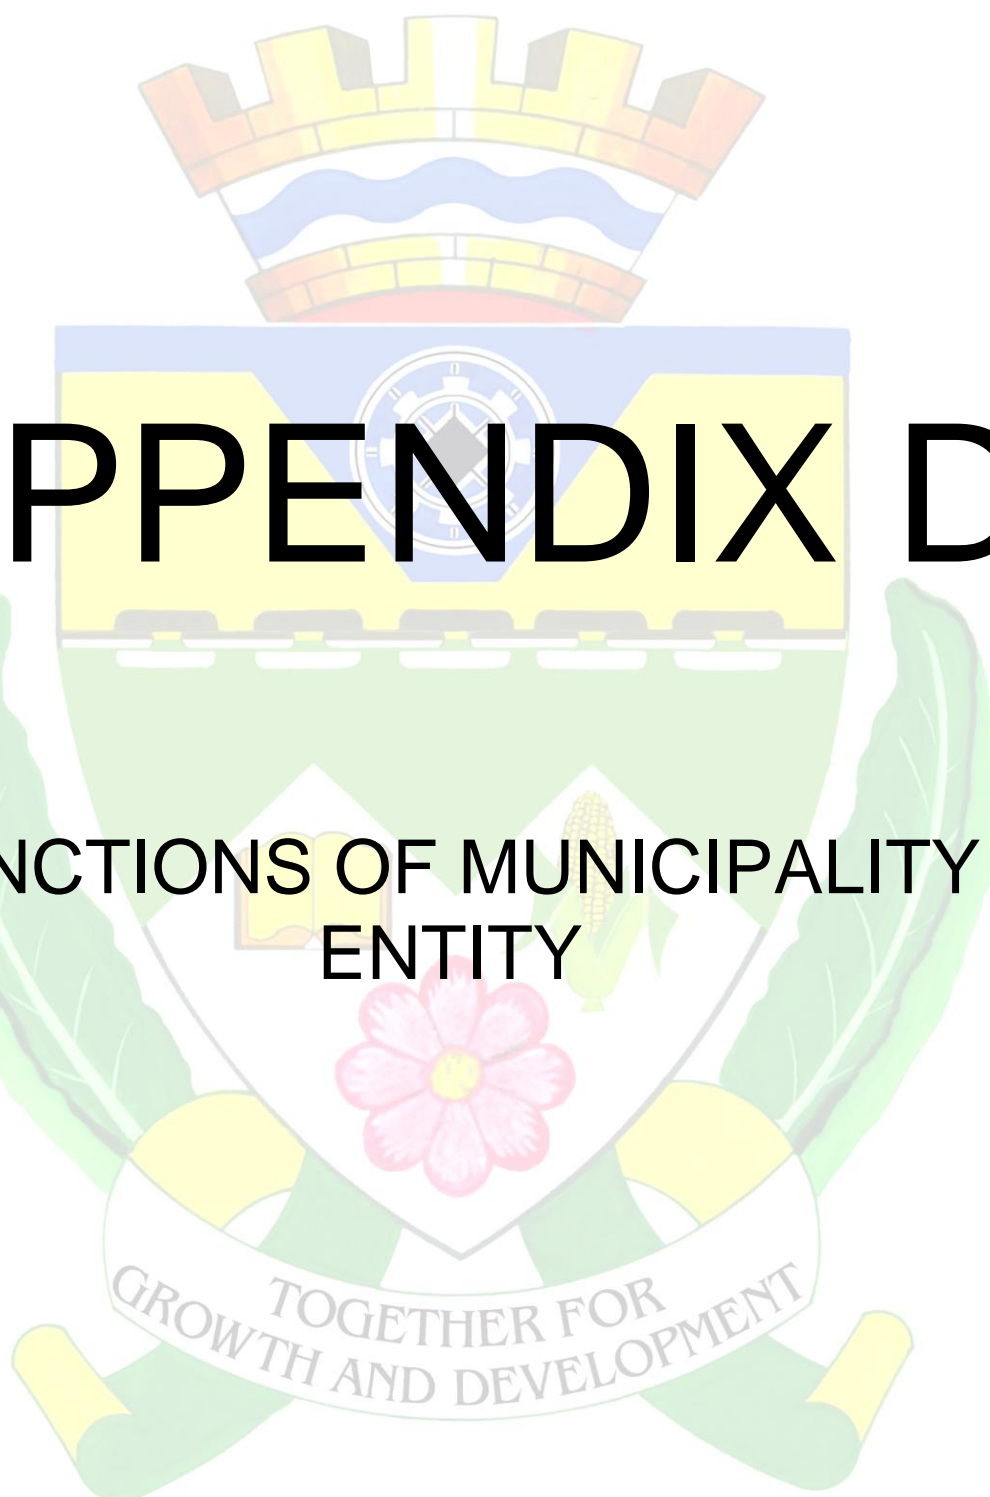 PPENDIX D
NCTIONS OF MUNICIPALITY
ENTITY
TOGETHER FOR
GROWTH AND DEVELOPMENT